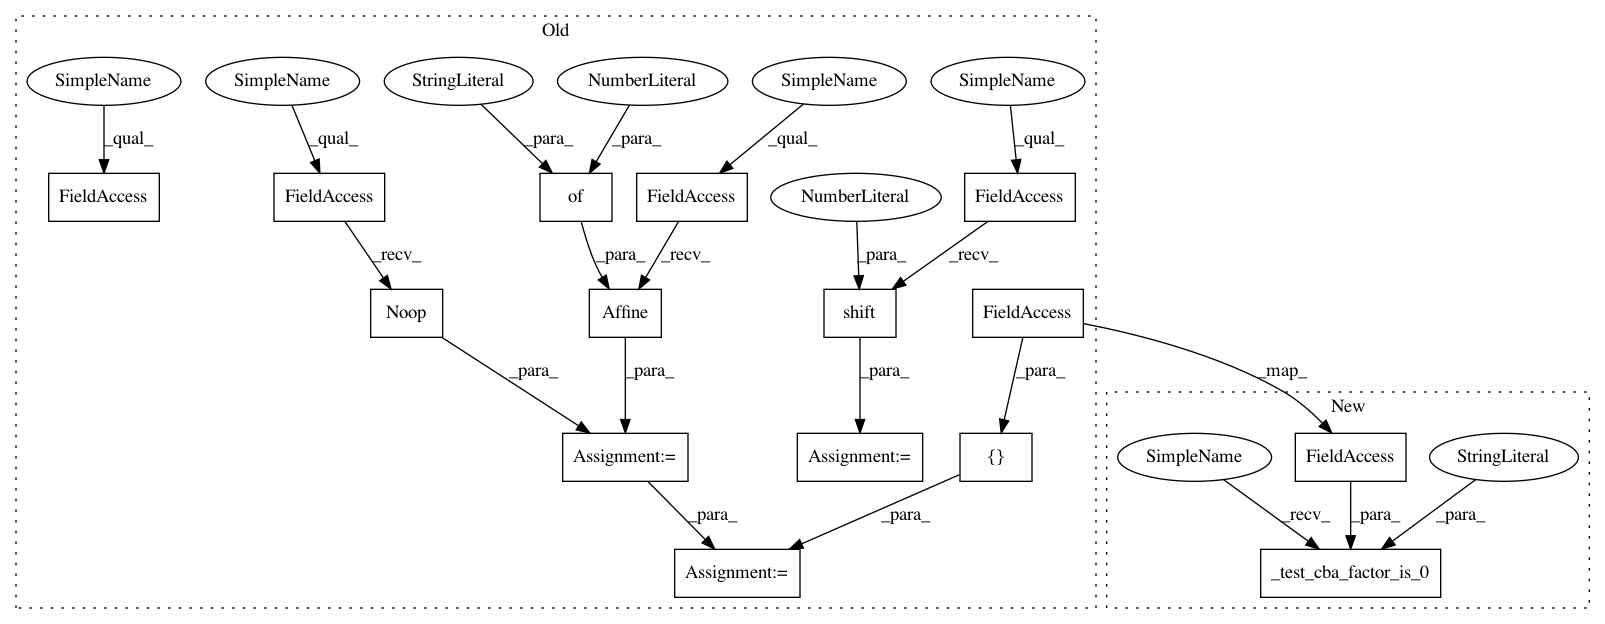 Old
SimpleName
SimpleName
StringLiteral
NumberLiteral
SimpleName
SimpleName
_qual_
_qual_
_para_
_para_
_qual_
_qual_
FieldAccess
FieldAccess
of
FieldAccess
NumberLiteral
FieldAccess
_recv_
_para_
_recv_
_para_
_recv_
Noop
Affine
shift
FieldAccess
_para_
_para_
_para_
_para_
_map_
New
Assignment:=
Assignment:=
{}
SimpleName
FieldAccess
StringLiteral
_para_
_para_
_recv_
_para_
_para_
Assignment:=
_test_cba_factor_is_0